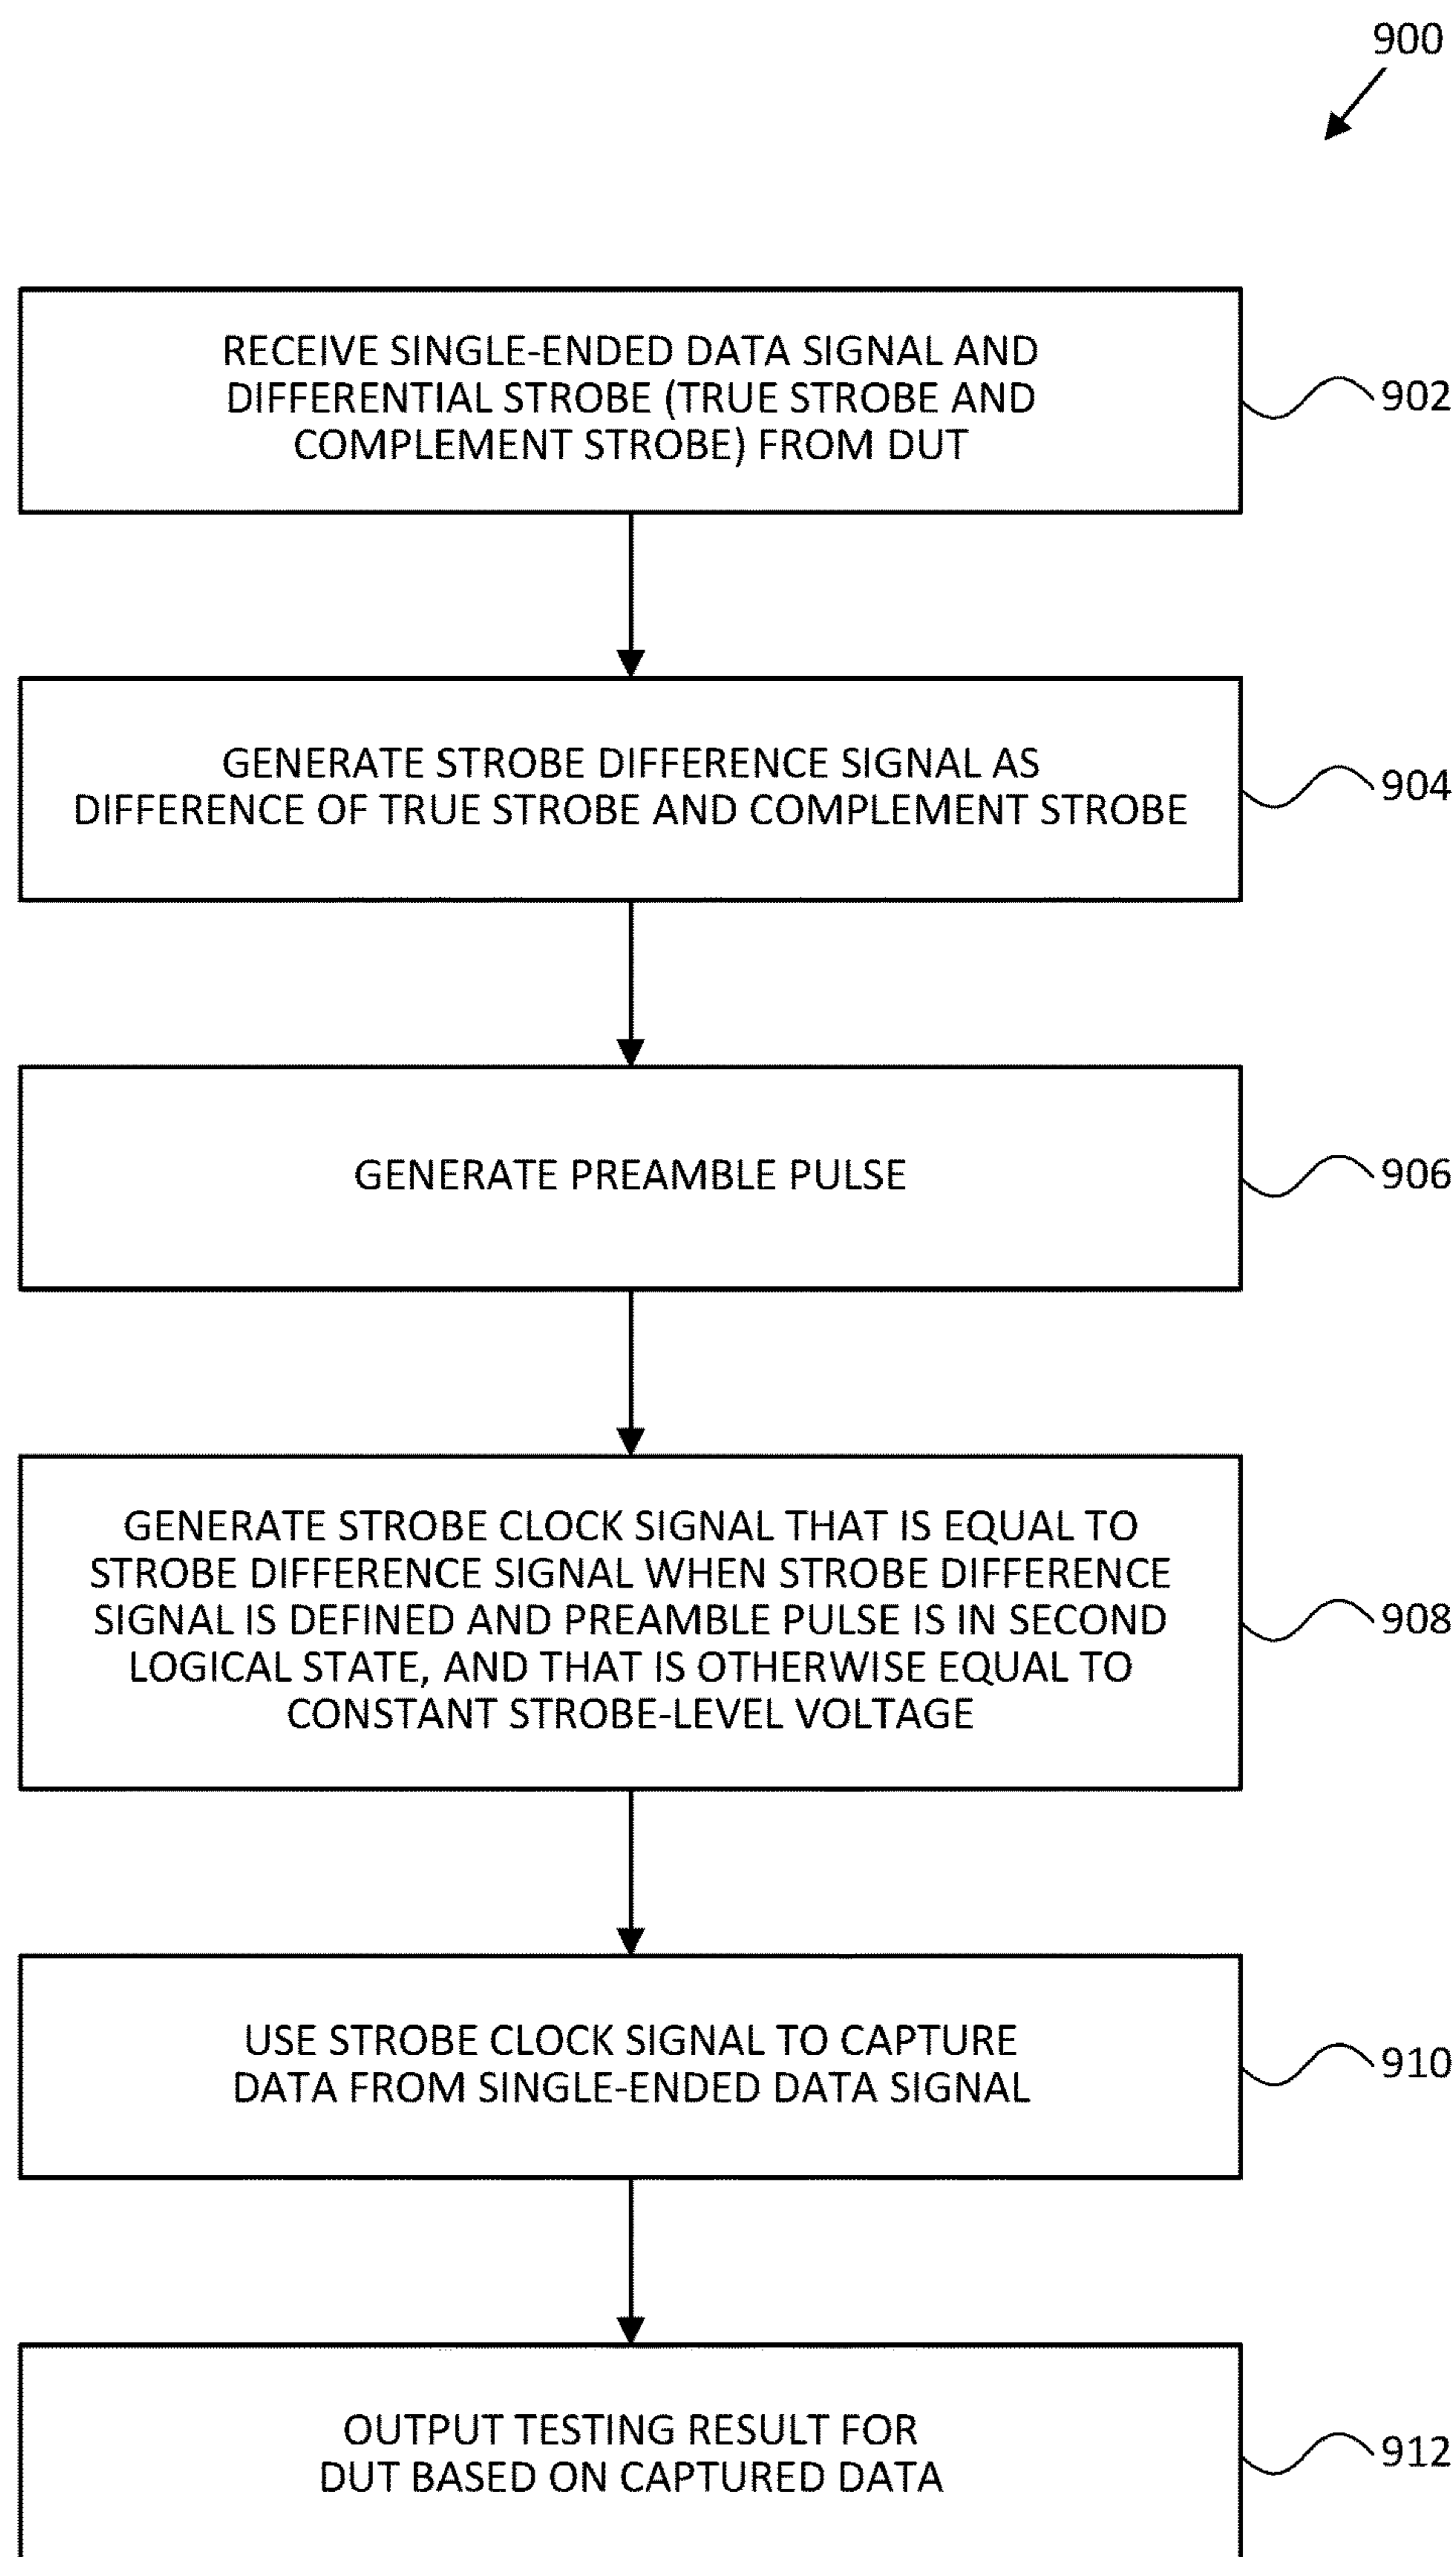 900
RECEIVE SINGLE-ENDED DATA SIGNAL AND
DIFFERENTIAL STROBE (TRUE STROBE AND
COMPLEMENT STROBE) FROM DUT
902
GENERATE STROBE DIFFERENCE SIGNAL AS
DIFFERENCE OF TRUE STROBE AND COMPLEMENT STROBE
904
GENERATE PREAMBLE PULSE
906
GENERATE STROBE CLOCK SIGNAL THAT IS EQUAL TO
STROBE DIFFERENCE SIGNAL WHEN STROBE DIFFERENCE
SIGNAL IS DEFINED AND PREAMBLE PULSE IS IN SECOND
LOGICAL STATE, AND THAT IS OTHERWISE EQUAL TO
CONSTANT STROBE-LEVEL VOLTAGE
908
USE STROBE CLOCK SIGNAL TO CAPTURE
DATA FROM SINGLE-ENDED DATA SIGNAL
910
OUTPUT TESTING RESULT FOR
DUT BASED ON CAPTURED DATA
912